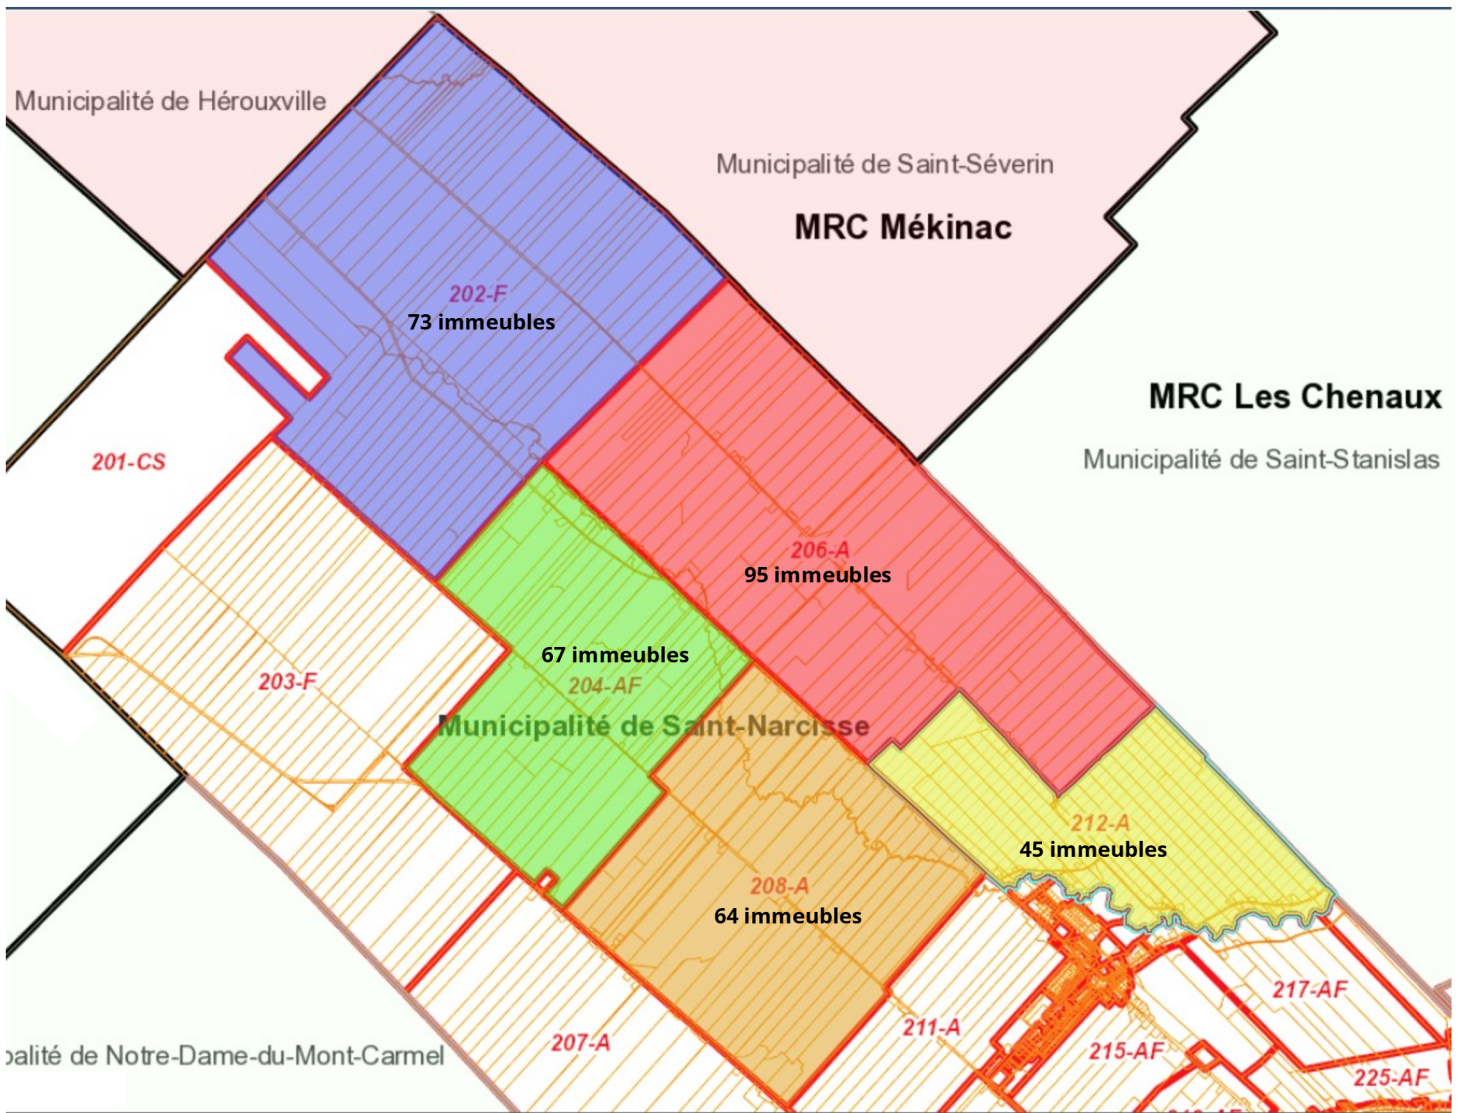 Municipalité de Hérouxville
Municipalité de Saint-Séverin
MRC Mékinac
202-F
73 immeubles
MRC Les Chenaux
Municipalité de Saint-Stanislas
201-CS
206-A
95 immeubles
67 immeubles
203-F
204-AF
Municipalité de Saint-Narcisse
212-A
45 immeubles
208-A
64 immeubles
217-AF
211-A
207-A
215-AF
palité de Notre-Dame-du-Mont-Carmel
225-AF